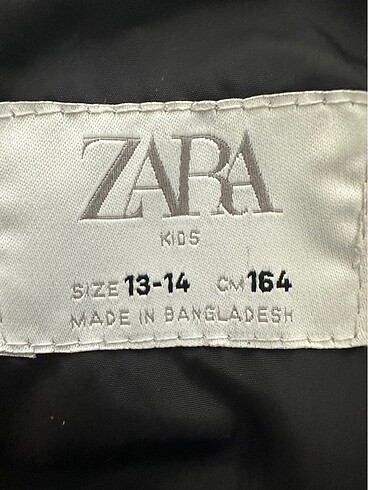 ZARA
KIDS
SIZE 13-14 CM 164
MADE IN BANGLADESH